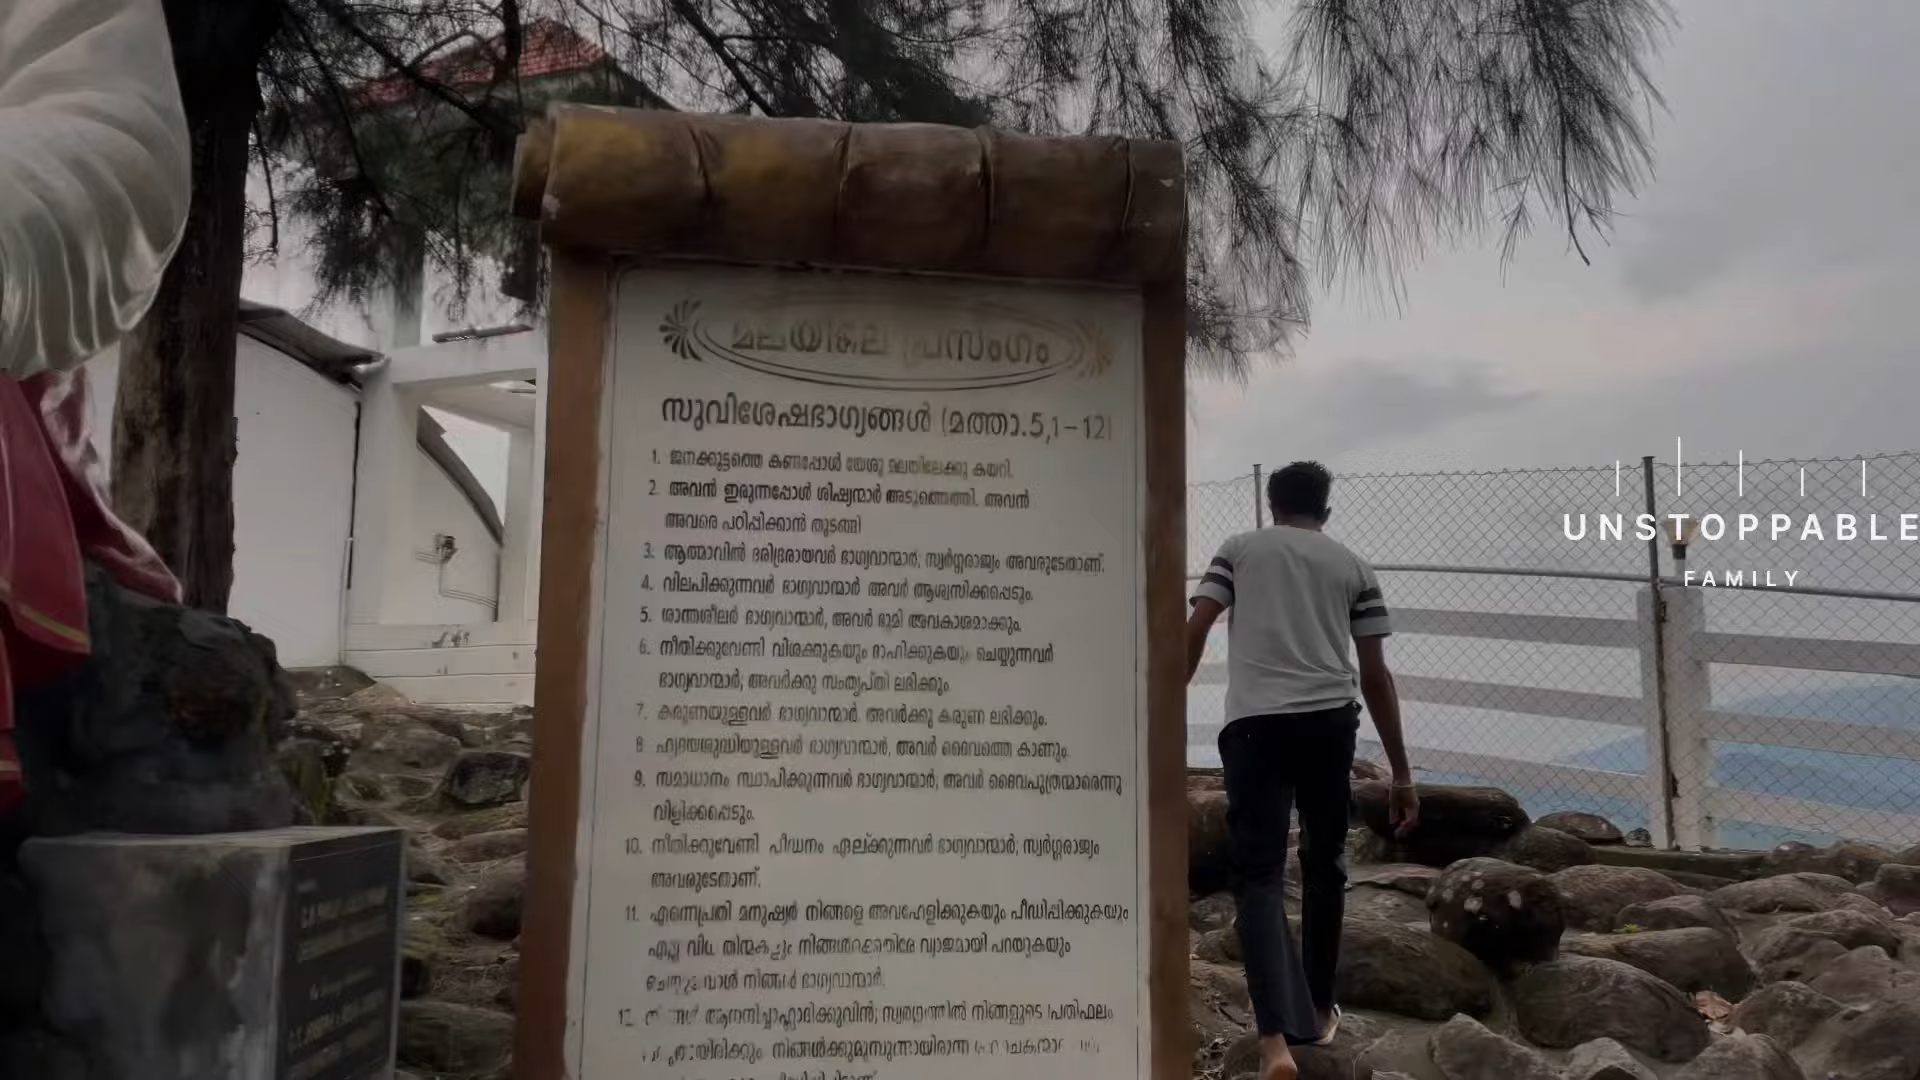 മലയിലെ പ്രസംഗം
സുവിശേഷഭാഗ്യങ്ങൾ (മത്താ.5,1-12)
1. ജനക്കൂട്ടത്തെ കണ്ടപ്പോൾ യേശു മലയിലേക്കു കയറി.
2. അവൻ ഇരുന്നപ്പോൾ ശിഷ്യന്മാർ അടുത്തെത്തി. അവൻ
അവരെ പഠിപ്പിക്കാൻ തുടങ്ങി
3. ആത്മാവിൽ ദരിദ്രരായവർ ഭാഗ്യവാന്മാർ; സ്വർഗ്ഗരാജ്യം അവരുടേതാണ്.
4. വിലപിക്കുന്നവർ ഭാഗ്യവാന്മാർ അവർ ആശ്വസിക്കപ്പെടും.
5. ശാന്തശീലർ ഭാഗ്യവാന്മാർ, അവർ ഭൂമി അവകാശമാക്കും.
6. നീതിക്കുവേണ്ടി വിശക്കുകയും ദാഹിക്കുകയും ചെയ്യുന്നവർ
ഭാഗ്യവാന്മാർ; അവർക്കു സംതൃപ്തി ലഭിക്കും.
7. കരുണയുള്ളവർ ഭാഗ്യവാന്മാർ. അവർക്കു കരുണ ലഭിക്കും.
8. ഹൃദയശുദ്ധിയുള്ളവർ ഭാഗ്യവാന്മാർ, അവർ ദൈവത്തെ കാണും.
9. സമാധാനം സ്ഥാപിക്കുന്നവർ ഭാഗ്യവാന്മാർ; അവർ ദൈവപുത്രന്മാരെന്നു
വിളിക്കപ്പെടും.
10. നീതിക്കുവേണ്ടി പീഡനം ഏല്ക്കുന്നവർ ഭാഗ്യവാന്മാർ; സ്വർഗ്ഗരാജ്യം
അവരുടേതാണ്.
11. എന്നെപ്രതി മനുഷ്യർ നിങ്ങളെ അവഹേളിക്കുകയും പീഡിപ്പിക്കുകയും
എല്ലാ വിധ തിന്മകളും നിങ്ങൾക്കെതിരേ വ്യാജമായി പറയുകയും
ചെയ്യുമ്പോൾ നിങ്ങൾ ഭാഗ്യവാന്മാർ.
12. നിങ്ങൾ ആനന്ദിച്ചാഹ്ലാദിക്കുവിൻ; സ്വർഗ്ഗത്തിൽ നിങ്ങളുടെ പ്രതിഫലം
നിങ്ങൾക്കുമുമ്പുണ്ടായിരുന്ന
UNSTOPPABLE
FAMILY